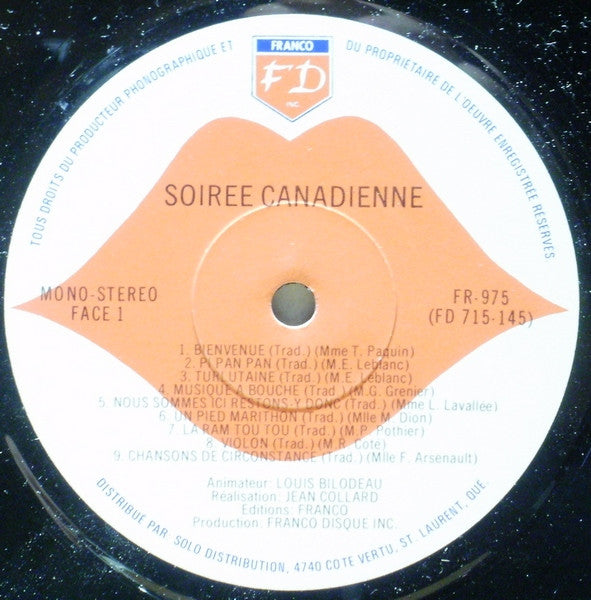 TOUS DROITS DU PRODUCTEUR PHONOGRAPHIQUE ET DU PROPRIETAIRE DE L'OEUVRE ENREGISTRÉE RÉSERVÉS
FRANCO
FD
INC.
SOIREE CANADIENNE
MONO-STEREO
FACE 1
FR-975
(FD 715-145)
1. BIENVENUE (Trad.) (Mme T. Paquin)
2. PI PAN PAN (Trad.) (M.E. Leblanc)
3. TURLUTAINE (Trad.) (M.E. Leblanc)
4. MUSIQUE A BOUCHE (Trad.) (M.G. Grenier)
5. NOUS SOMMES ICI RESTONS-Y DONC (Trad.) (Mme L. Lavallée)
6. UN PIED MARITHON (Trad.) (Mlle M. Dion)
7. LA RAM TOU TOU (Trad.) (M.P. Pothier)
8. VIOLON (Trad.) (M.R. Cote)
9. CHANSONS DE CIRCONSTANCE (Trad.) (Mlle F. Arsenault)
Animateur: LOUIS BILODEAU
Réalisation: JEAN COLLARD
Editions: FRANCO
Production: FRANCO DISQUE INC.
DISTRIBUÉ PAR SOLO DISTRIBUTION, 4740 COTE VERTU, ST. LAURENT, QUE.